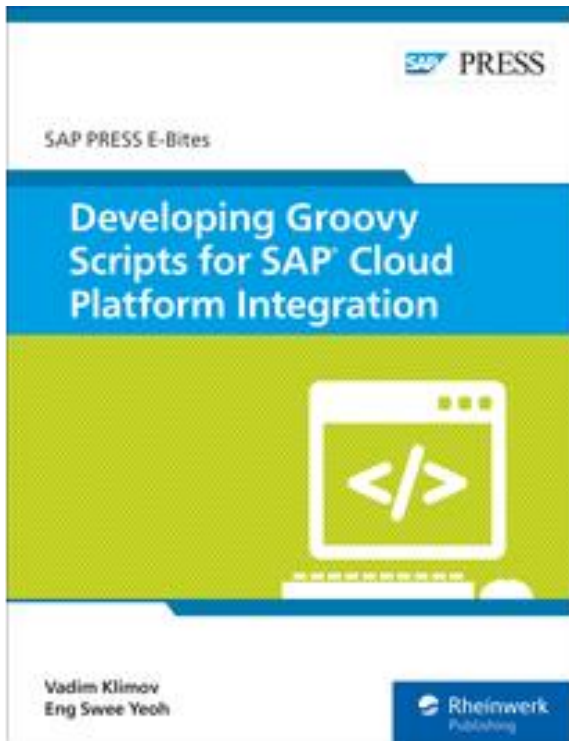 SAP PRESS
SAP PRESS E-Bites
Developing Groovy
Scripts for SAP® Cloud
Platform Integration
</>
Vadim Klimov
Eng Swee Yeoh
Rheinwerk
Publishing